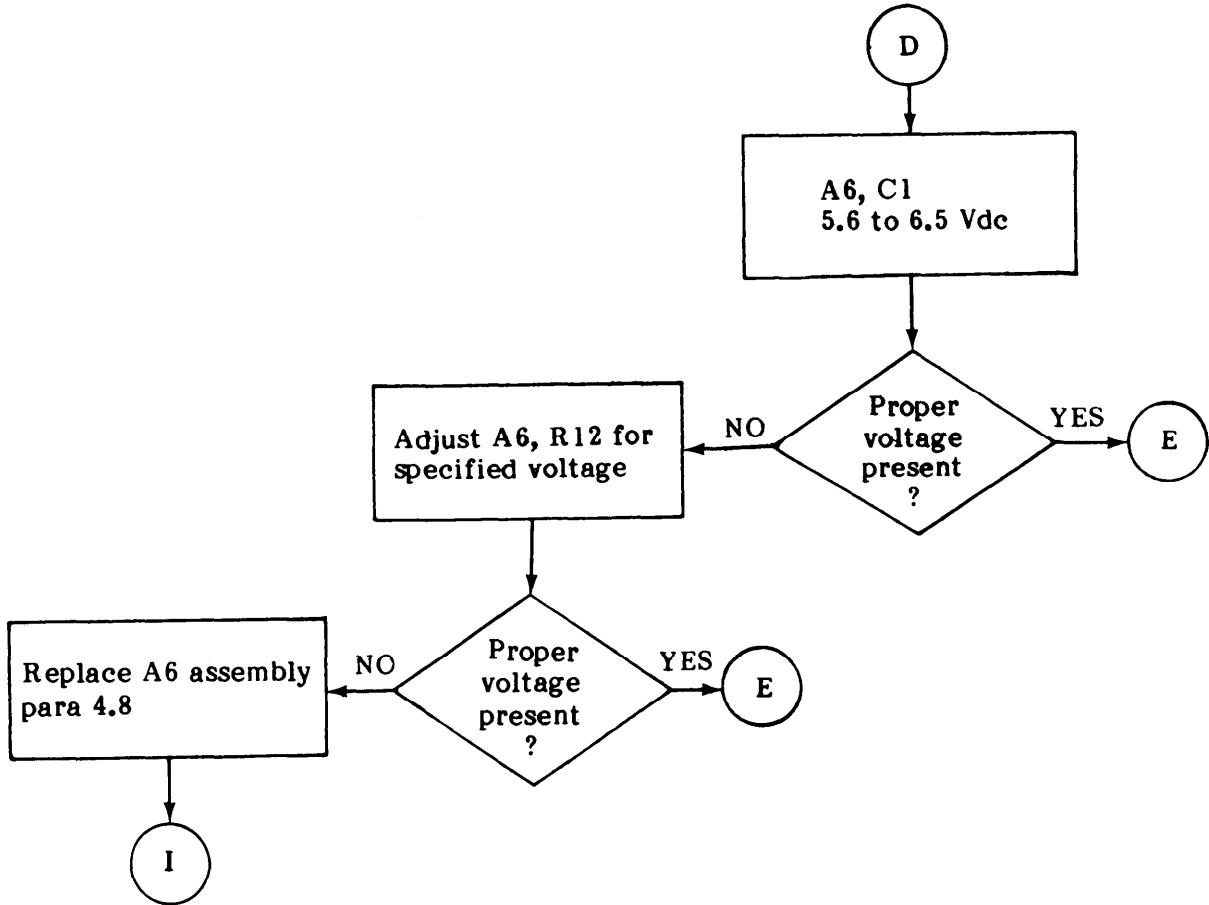 D
A6, C1
5.6 to 6.5 Vdc
Proper
voltage
present
?
YES
E
NO
Adjust A6, R12 for
specified voltage
Proper
voltage
present
?
YES
E
NO
Replace A6 assembly
para 4.8
I